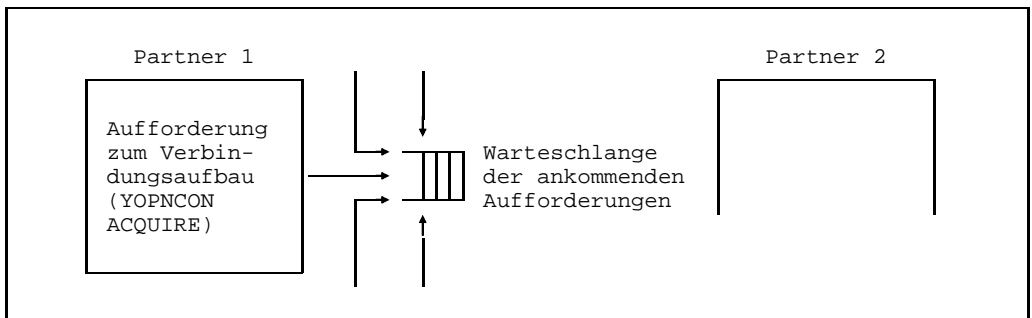 Partner 1
Partner 2
Aufforderung
zum Verbin-
dungsaufbau
(YOPNCON
ACQUIRE)
Warteschlange
der ankommenden
Aufforderungen